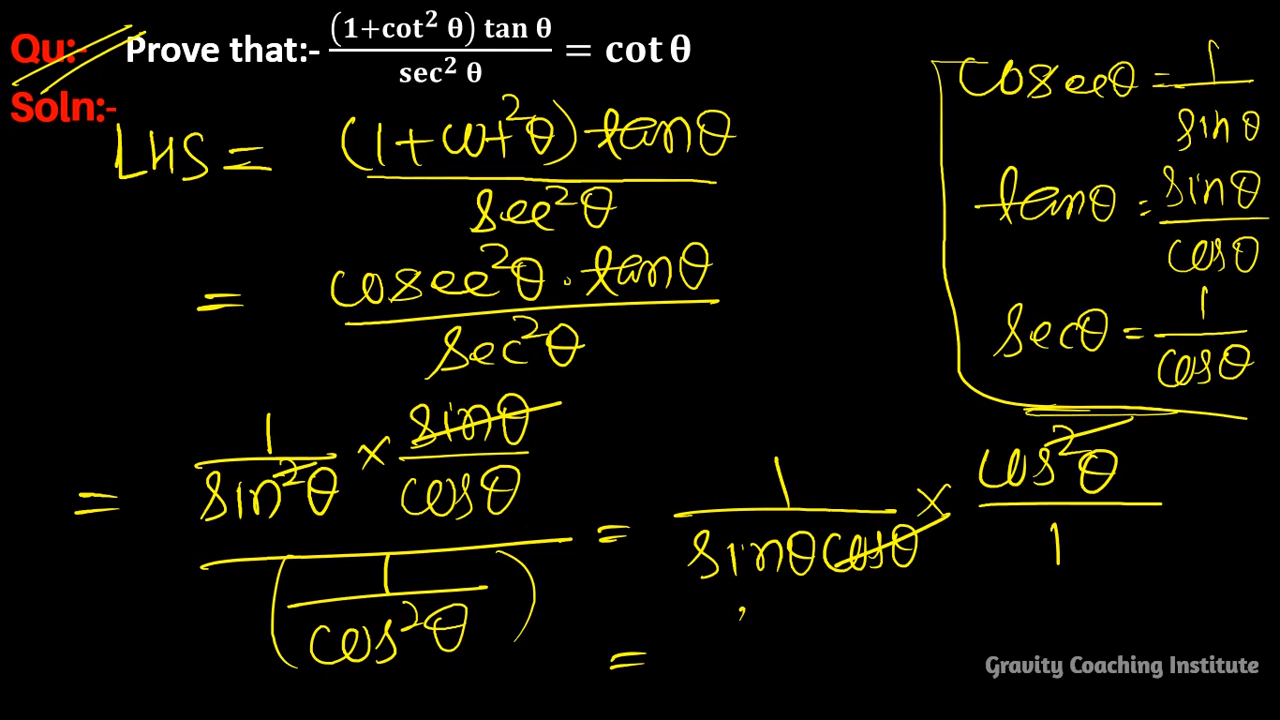 Qu:- Prove that:- (1+cot² θ) tan θ / sec² θ = cot θ
Soln:-
LHS = (1+cot²θ) tanθ / sec²θ
= cosec²θ . tanθ / sec²θ
= 1/sin²θ × sinθ/cosθ / (1/cos²θ) = 1/sinθcosθ × cos²θ/1
=
cosecθ = 1/sinθ
tanθ = sinθ/cosθ
secθ = 1/cosθ
Gravity Coaching Institute